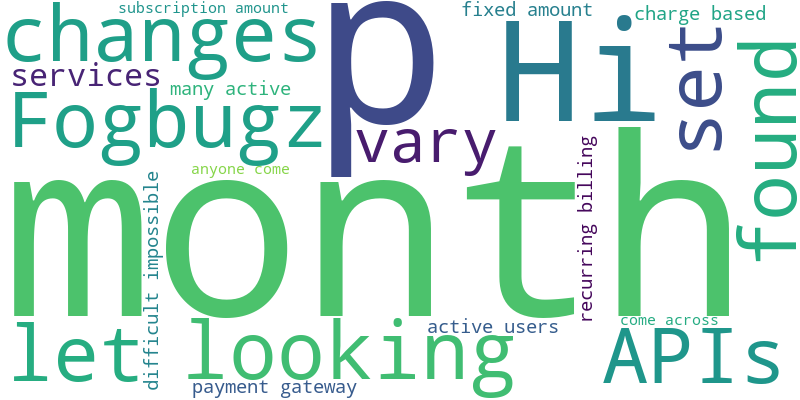 subscription amount
changes
services
many active
Fogbugz
p
vary
fixed amount
Hi
charge based
set
found
anyone come
month
difficult impossible
recurring billing
let
looking
active users
payment gateway
come across
APIs